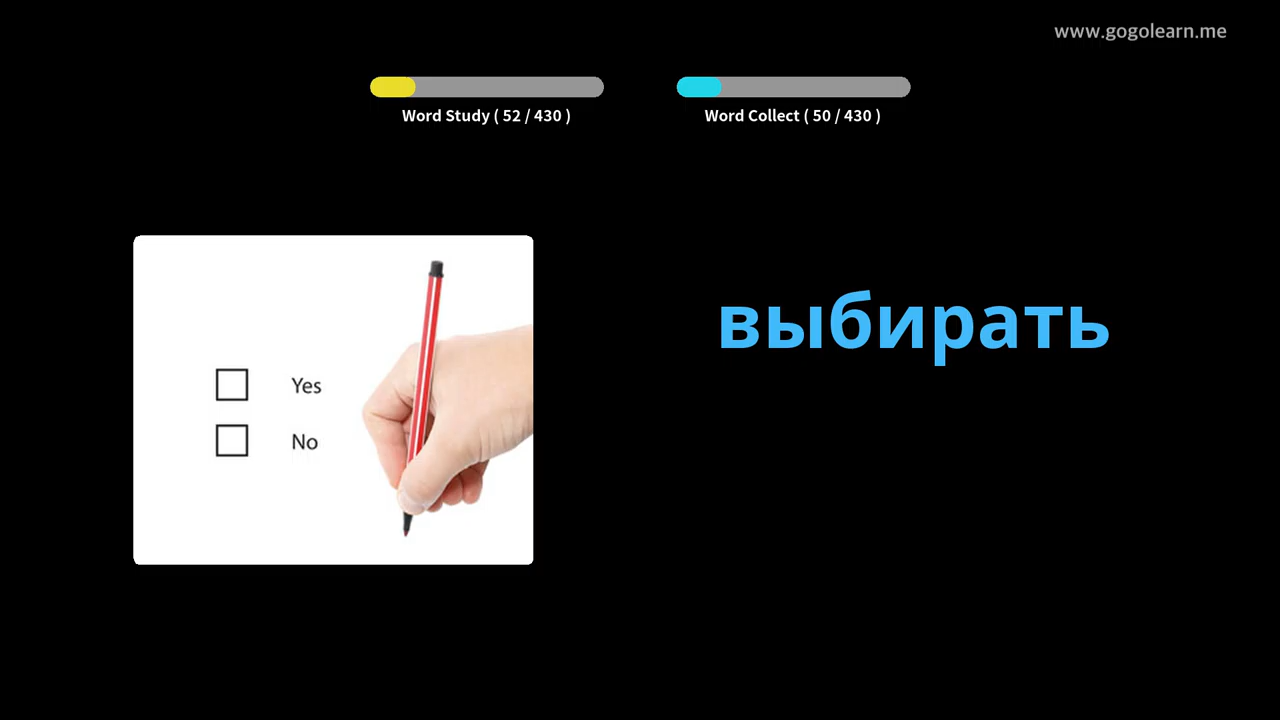 www.gogolearn.me
Word Study ( 52 / 430 )
Word Collect ( 50 / 430 )
выбирать
Yes
No